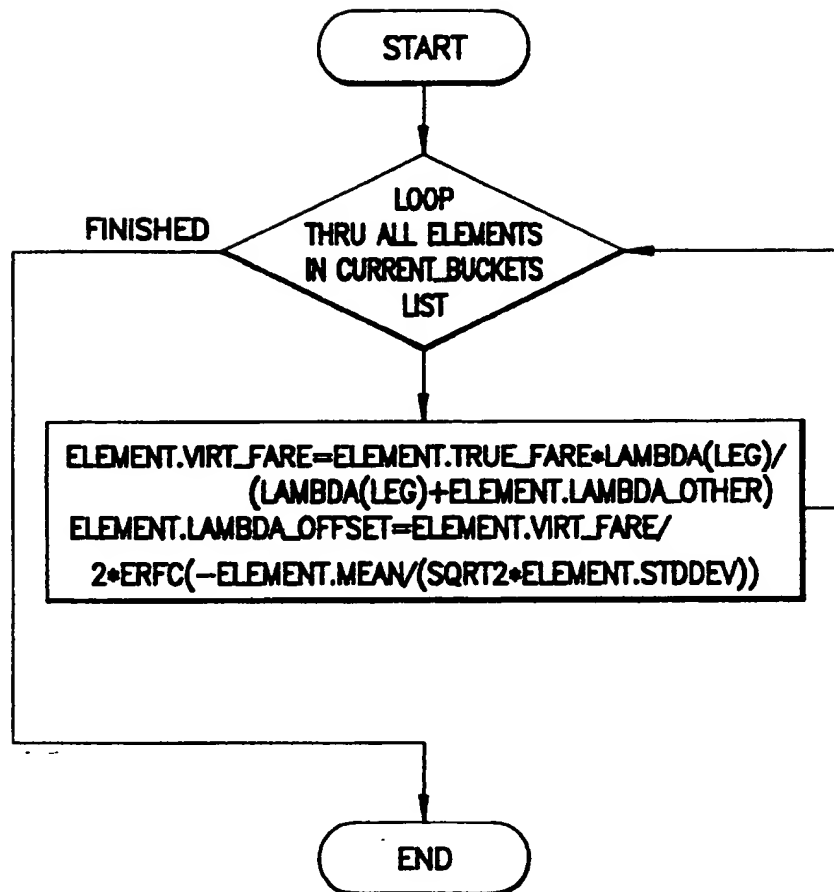 START
LOOP
THRU ALL ELEMENTS
IN CURRENT_BUCKETS
LIST
FINISHED
ELEMENT.VIRT_FARE=ELEMENT.TRUE_FARE*LAMBDA(LEG)/
(LAMBDA(LEG)+ELEMENT.LAMBDA_OTHER)
ELEMENT.LAMBDA_OFFSET=ELEMENT.VIRT_FARE/
2*ERFC(-ELEMENT.MEAN/(SQRT2*ELEMENT.STDDEV))
END